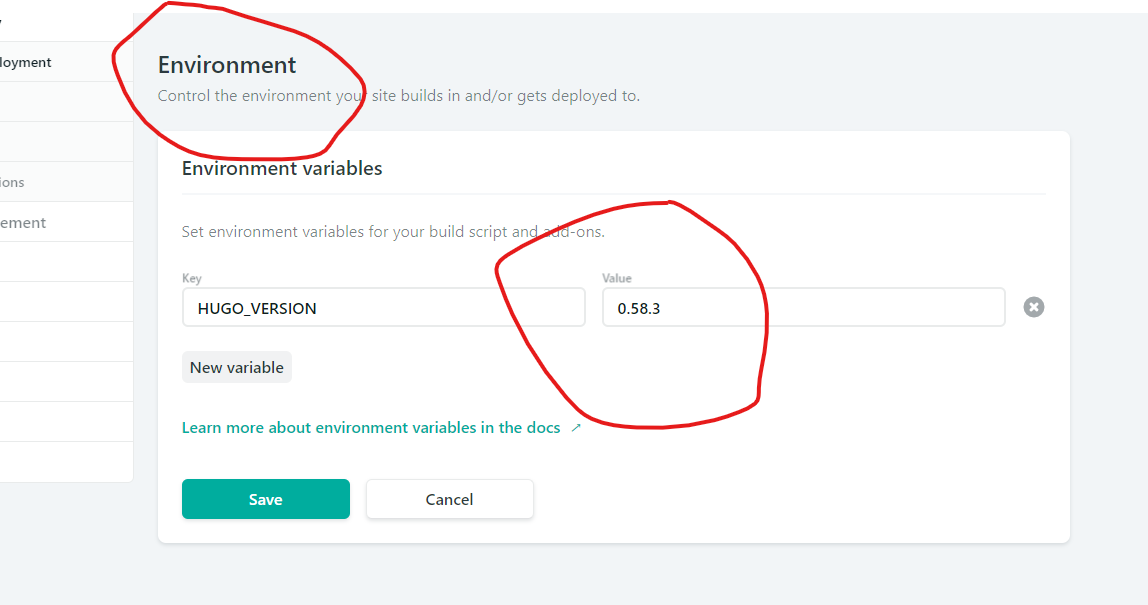 loyment
Environment
Control the environment your site builds in and/or gets deployed to.
Environment variables
ions
ement
Set environment variables for your build script and add-ons.
Key
Value
HUGO_VERSION
0.58.3
New variable
Learn more about environment variables in the docs ↗
Save
Cancel